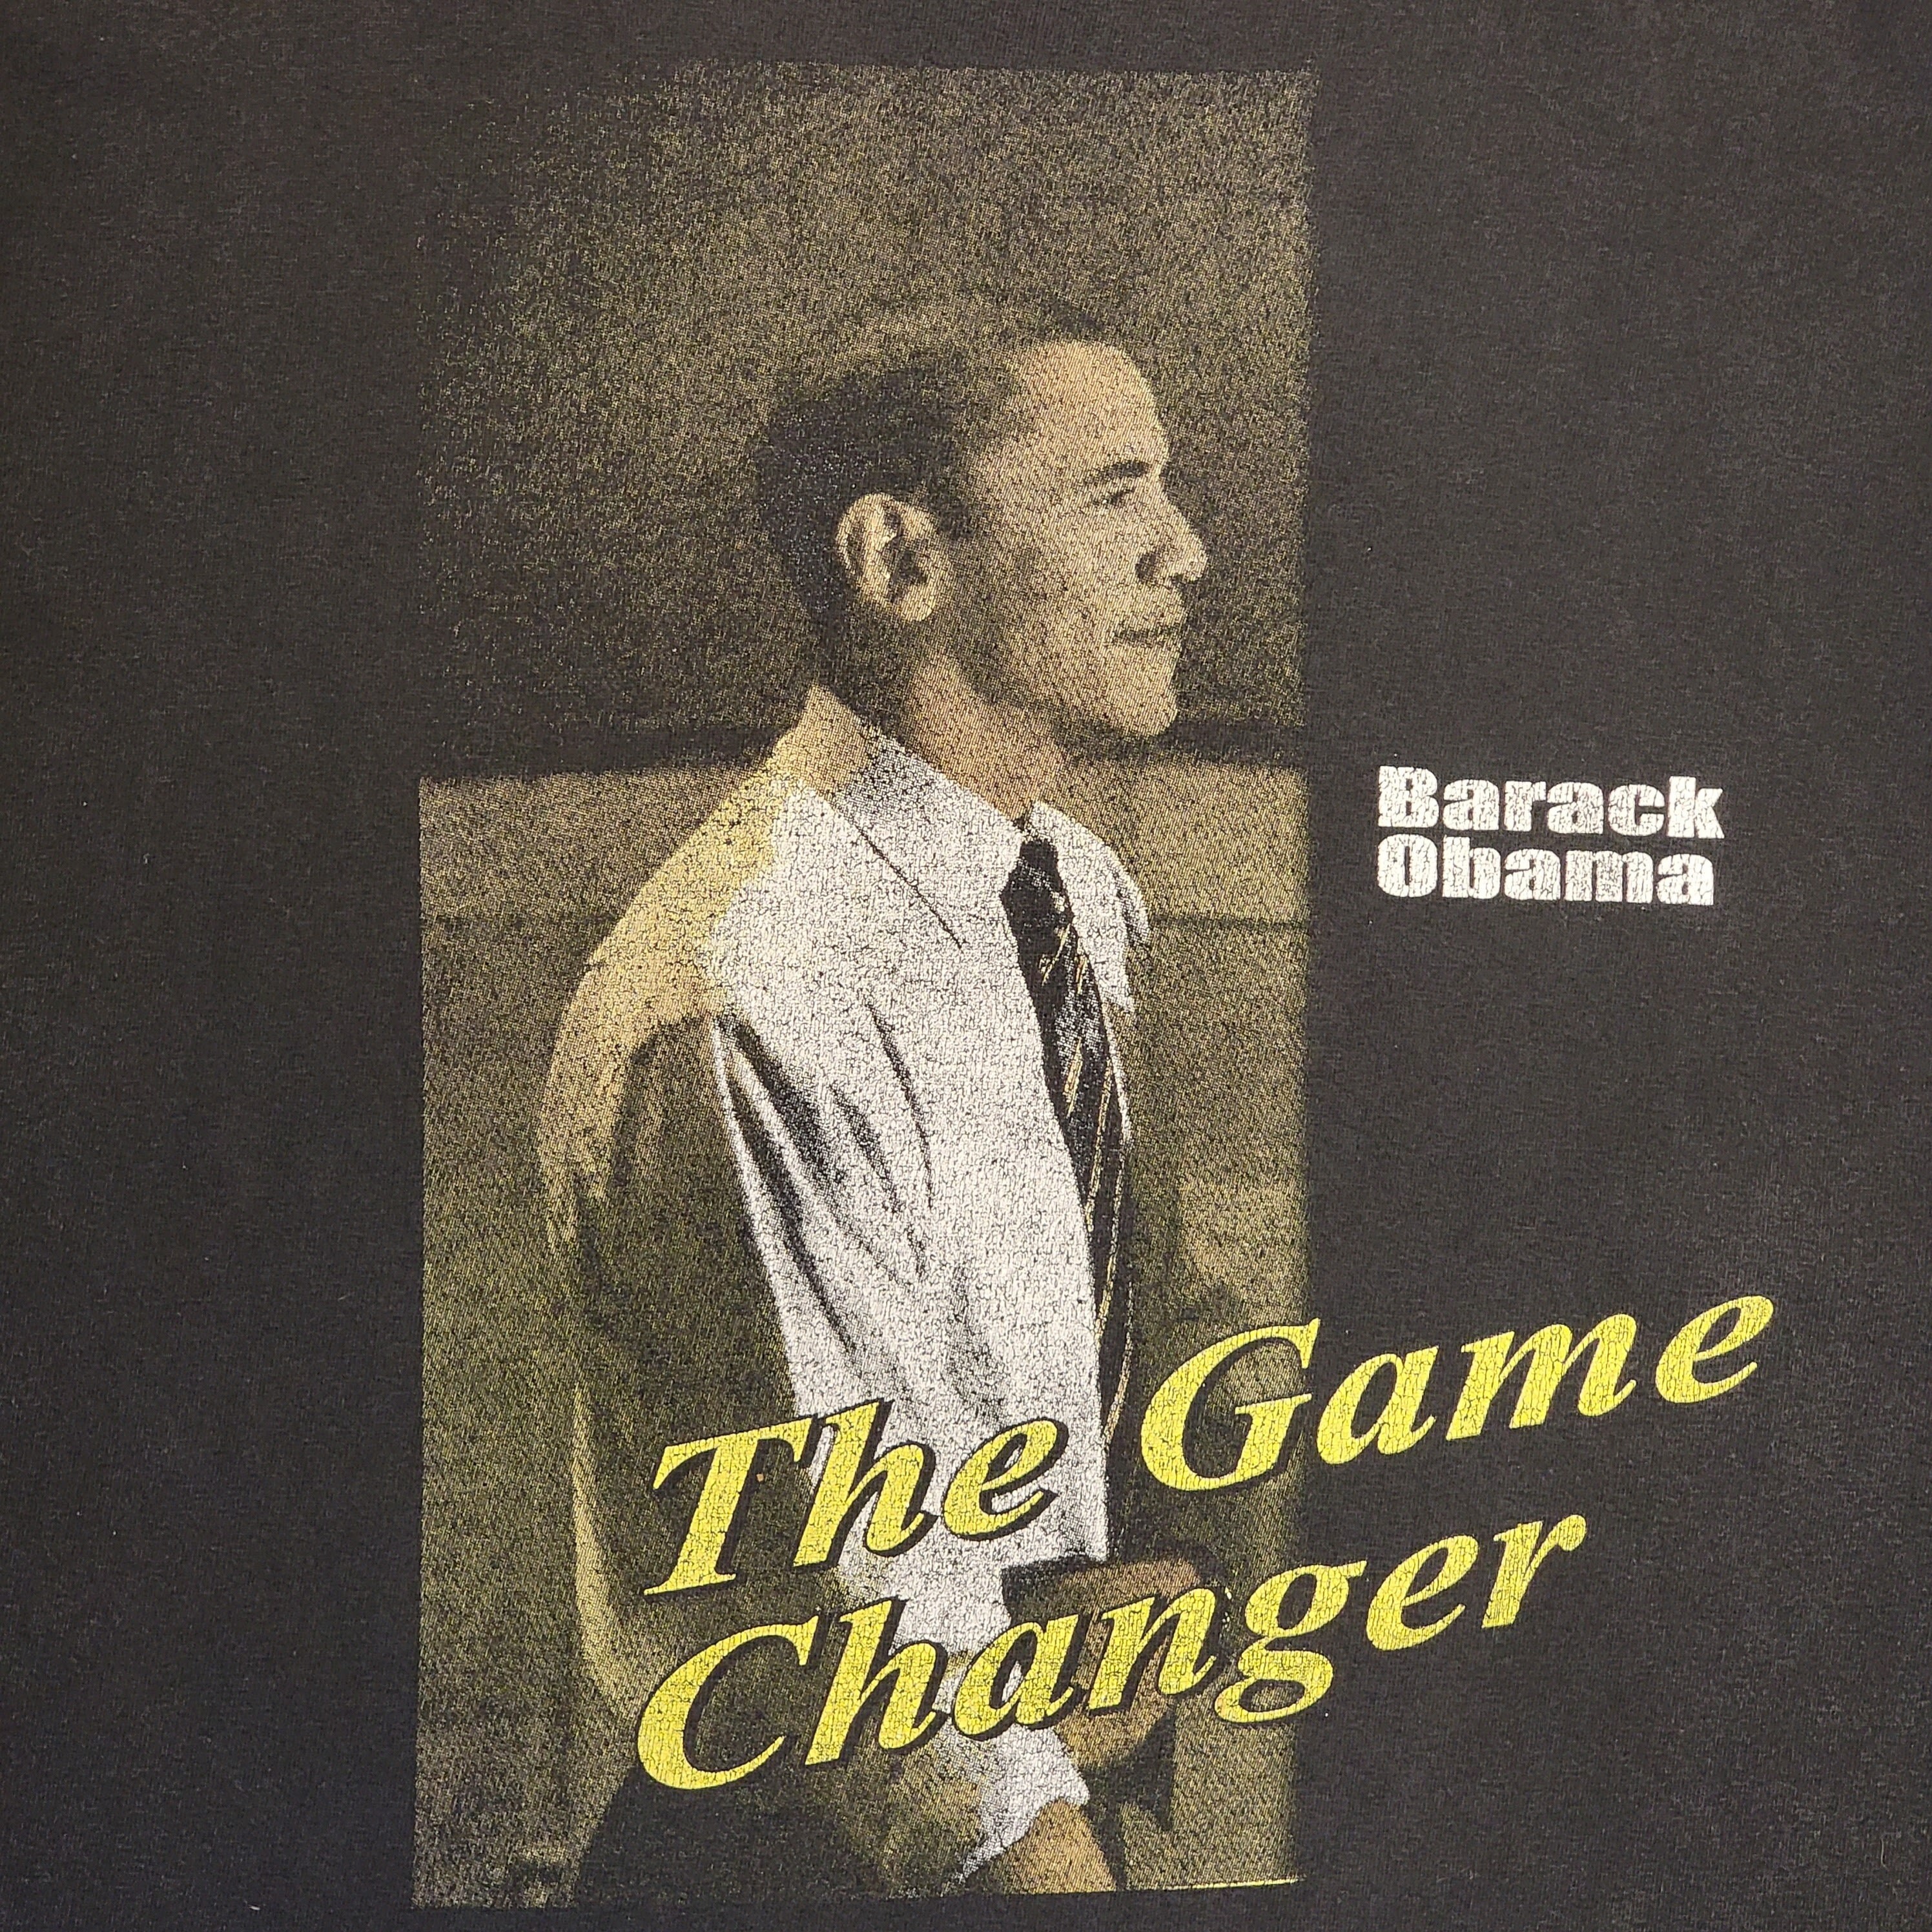 Barack
Obama
The Game
Changer